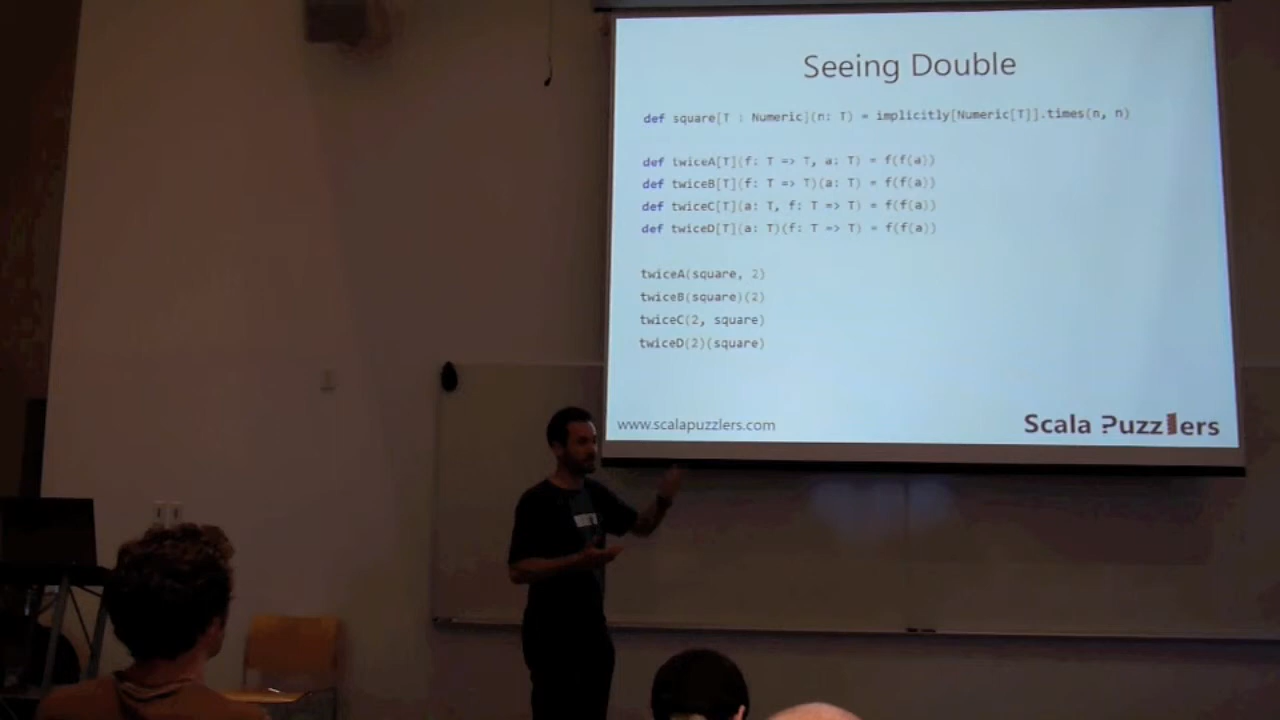 Seeing Double
def square[T : Numeric](n: T) = implicitly[Numeric[T]].times(n, n)
def twiceA[T](f: T => T, a: T) = f(f(a))
def twiceB[T](f: T => T)(a: T) = f(f(a))
def twiceC[T](a: T, f: T => T) = f(f(a))
def twiceD[T](a: T)(f: T => T) = f(f(a))
twiceA(square, 2)
twiceB(square)(2)
twiceC(2, square)
twiceD(2)(square)
www.scalapuzzlers.com
Scala Puzzlers